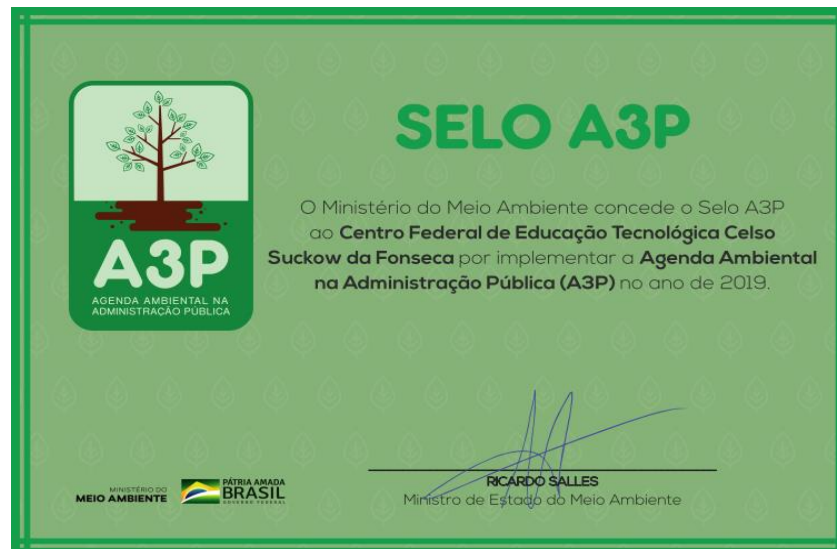 SELO A3P
O Ministério do Meio Ambiente concede o Selo A3P
ao Centro Federal de Educação Tecnológica Celso
Suckow da Fonseca por implementar a Agenda Ambiental
na Administração Pública (A3P) no ano de 2019.
A3P
AGENDA AMBIENTAL NA
ADMINISTRAÇÃO PÚBLICA
RICARDO SALLES
Ministro de Estado do Meio Ambiente
MINISTÉRIO DO
MEIO AMBIENTE
PÁTRIA AMADA
BRASIL
GOVERNO FEDERAL